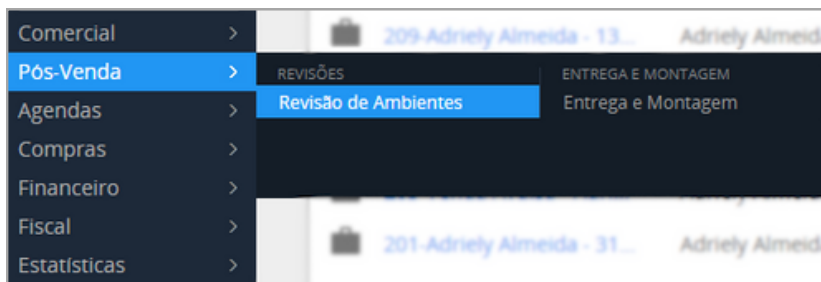 Comercial
209-Adriely Almeida - 13... Adriely Almeid
Pós-Venda
REVISÕES
ENTREGA E MONTAGEM
Revisão de Ambientes
Entrega e Montagem
Agendas
Compras
Financeiro
Fiscal
201-Adriely Almeida - 31... Adriely Almeid
Estatísticas